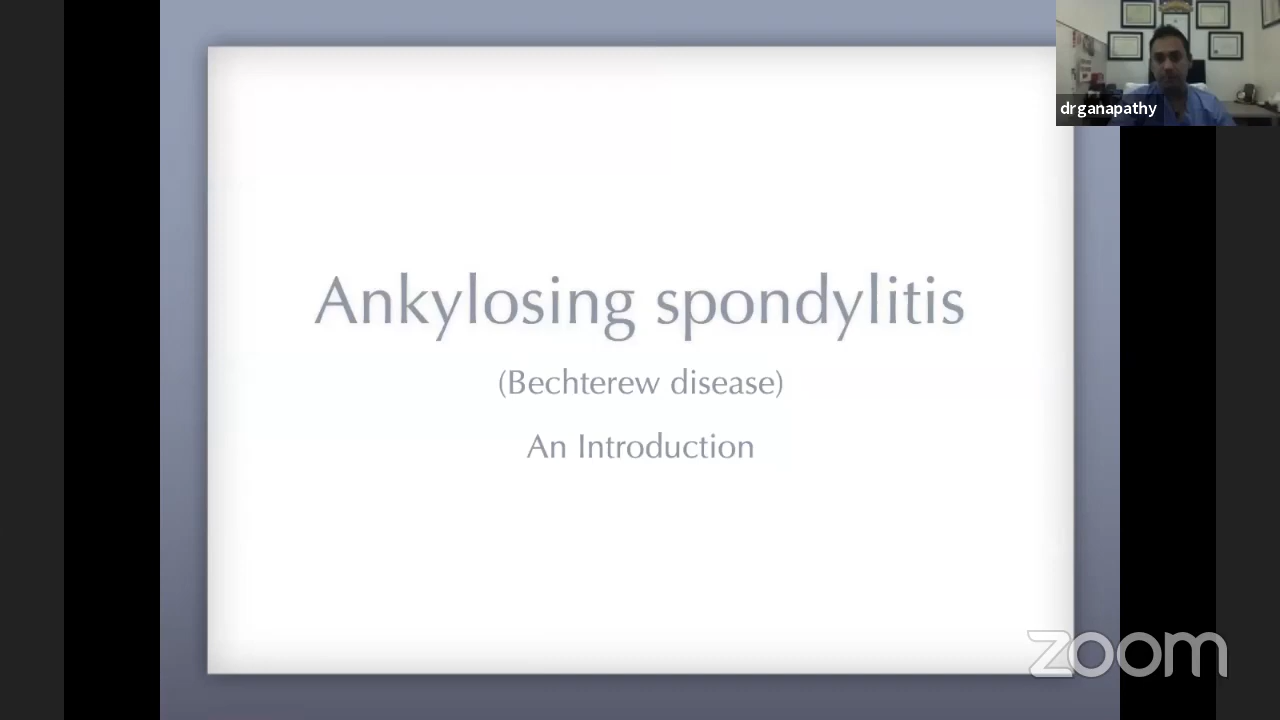 drganapathy
Ankylosing spondylitis
(Bechterew disease)
An Introduction
zoom